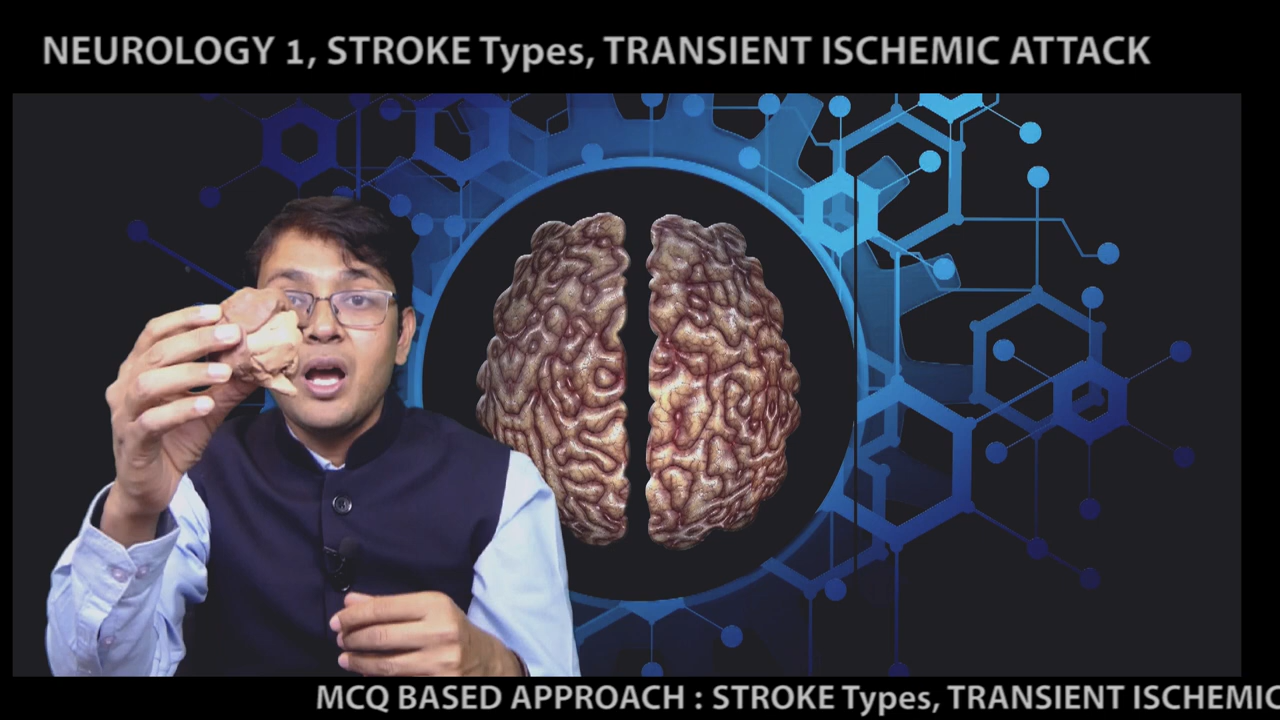 NEUROLOGY 1, STROKE Types, TRANSIENT ISCHEMIC ATTACK
MCQ BASED APPROACH : STROKE Types, TRANSIENT ISCHEMIC